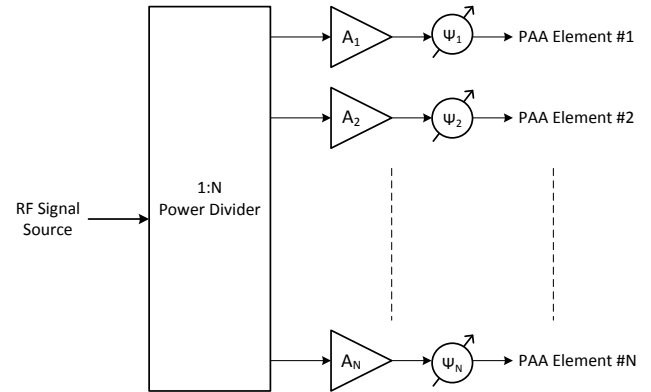 A1
Ψ1
PAA Element #1
A2
Ψ2
PAA Element #2
1:N
Power Divider
RF Signal
Source
AN
ΨN
PAA Element #N